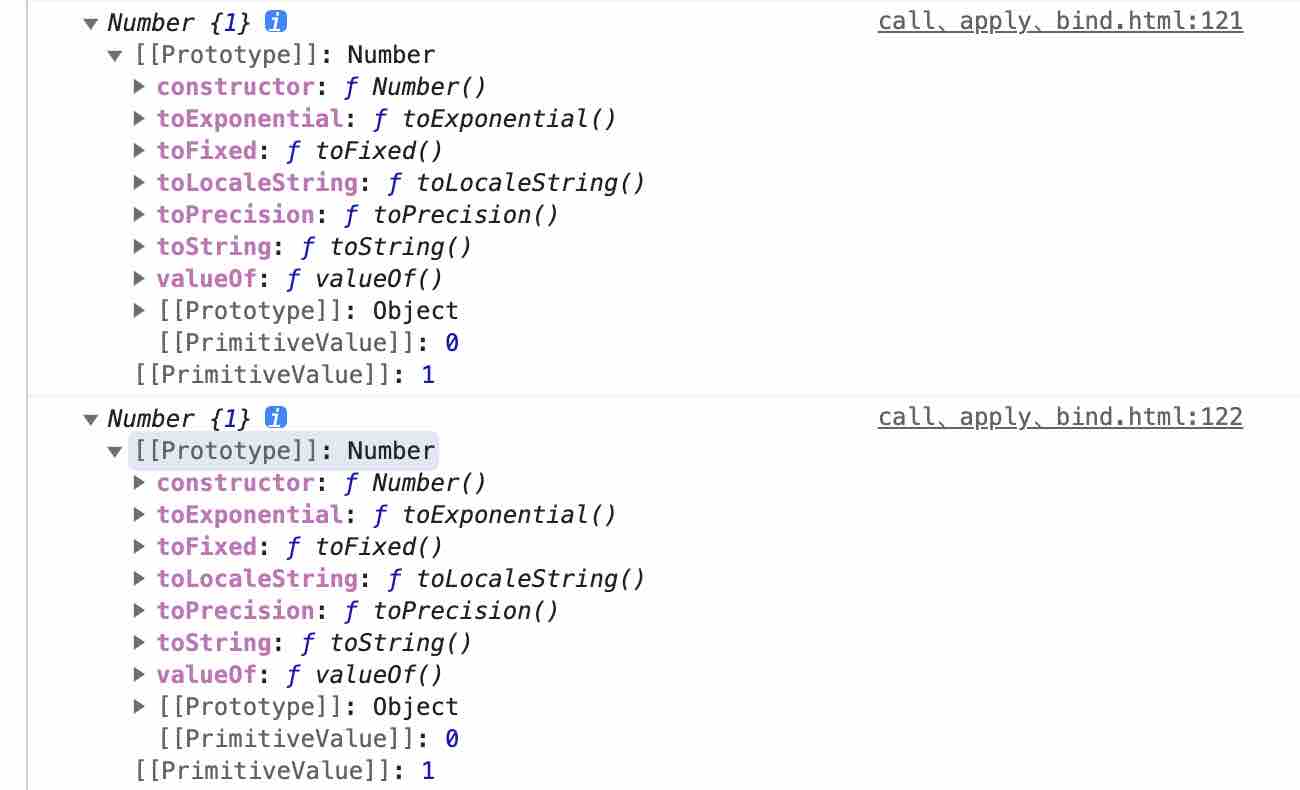 ▼ Number {1} i call、apply、bind.html:121
▼ [[Prototype]]: Number
▶ constructor: ƒ Number()
▶ toExponential: ƒ toExponential()
▶ toFixed: ƒ toFixed()
▶ toLocaleString: ƒ toLocaleString()
▶ toPrecision: ƒ toPrecision()
▶ toString: ƒ toString()
▶ valueOf: ƒ valueOf()
▶ [[Prototype]]: Object
[[PrimitiveValue]]: 0
[[PrimitiveValue]]: 1
▼ Number {1} i call、apply、bind.html:122
▼ [[Prototype]]: Number
▶ constructor: ƒ Number()
▶ toExponential: ƒ toExponential()
▶ toFixed: ƒ toFixed()
▶ toLocaleString: ƒ toLocaleString()
▶ toPrecision: ƒ toPrecision()
▶ toString: ƒ toString()
▶ valueOf: ƒ valueOf()
▶ [[Prototype]]: Object
[[PrimitiveValue]]: 0
[[PrimitiveValue]]: 1